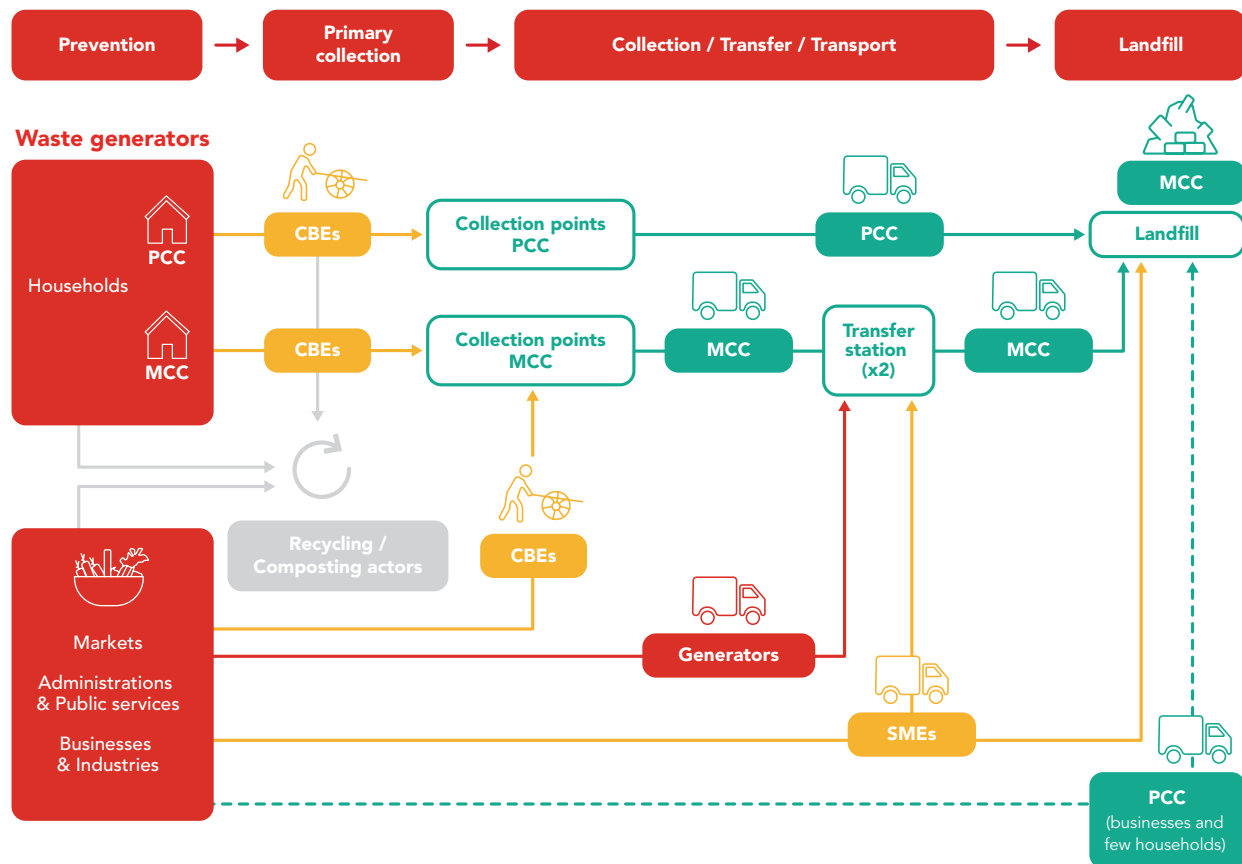 Prevention
Primary
collection
Collection / Transfer / Transport
Landfill
Waste generators
MCC
PCC
Households
MCC
CBEs
Collection points
PCC
PCC
Landfill
CBEs
Collection points
MCC
MCC
Transfer
station
(x2)
MCC
Recycling /
Composting actors
CBEs
Markets
Administrations
& Public services
Businesses
& Industries
Generators
SMEs
PCC
(businesses and
few households)